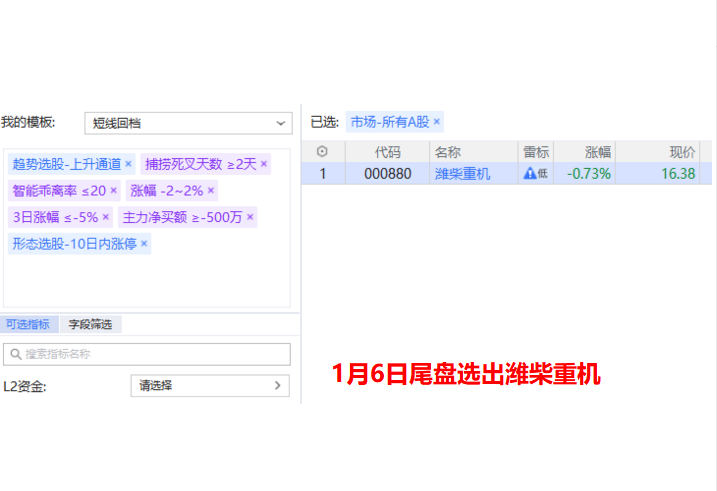 我的模板: 短线回档
趋势选股-上升通道 × 捕捞死叉天数 ≥2天 ×
智能乖离率 ≤20 × 涨幅 -2~2% ×
3日涨幅 ≤-5% × 主力净买额 ≥-500万 ×
形态选股-10日内涨停 ×
可选指标 字段筛选
搜索指标名称
L2资金: 请选择
已选: 市场-所有A股 ×
代码 名称 雷标 涨幅 现价
1 000880 潍柴重机 低 -0.73% 16.38
1月6日尾盘选出潍柴重机